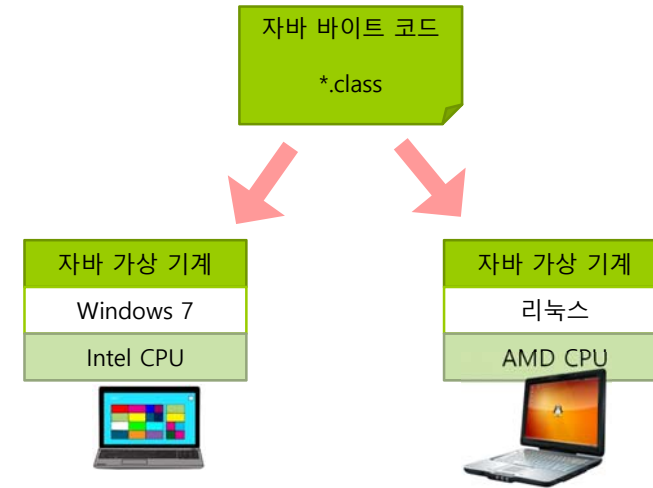 자바 바이트 코드
*.class
자바 가상 기계
Windows 7
Intel CPU
자바 가상 기계
리눅스
AMD CPU